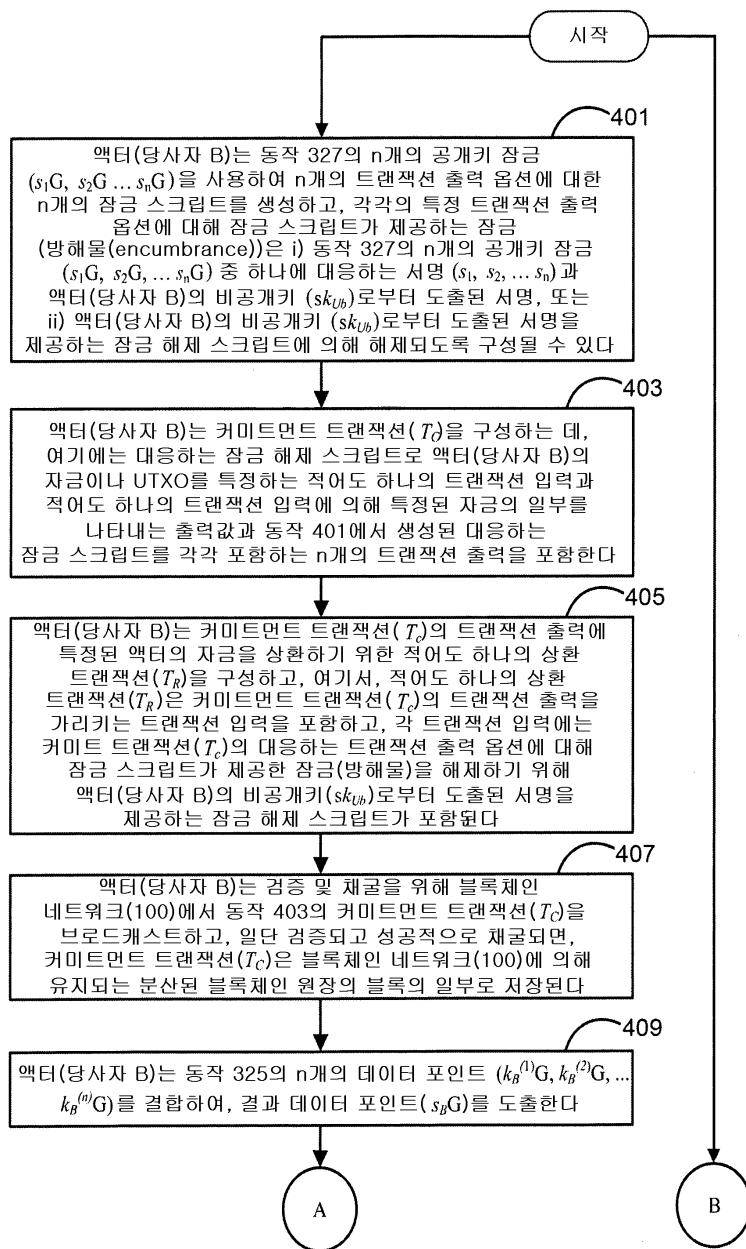 시작
401
액터(당사자 B)는 동작 327의 n개의 공개키 잠금
(s₁G, s₂G ... sₙG)을 사용하여 n개의 트랜잭션 출력 옵션에 대한
n개의 잠금 스크립트를 생성하고, 각각의 특정 트랜잭션 출력
옵션에 대해 잠금 스크립트가 제공하는 잠금
(방해물(encumbrance))은 i) 동작 327의 n개의 공개키 잠금
(s₁G, s₂G, ... sₙG) 중 하나에 대응하는 서명 (s₁, s₂, ... sₙ)과
액터(당사자 B)의 비공개키 (sk_Ub)로부터 도출된 서명, 또는
ii) 액터(당사자 B)의 비공개키 (sk_Ub)로부터 도출된 서명을
제공하는 잠금 해제 스크립트에 의해 해제되도록 구성될 수 있다
403
액터(당사자 B)는 커미트먼트 트랜잭션(T_C)을 구성하는 데,
여기에는 대응하는 잠금 해제 스크립트로 액터(당사자 B)의
자금이나 UTXO를 특정하는 적어도 하나의 트랜잭션 입력과
적어도 하나의 트랜잭션 입력에 의해 특정된 자금의 일부를
나타내는 출력값과 동작 401에서 생성된 대응하는
잠금 스크립트를 각각 포함하는 n개의 트랜잭션 출력을 포함한다
405
액터(당사자 B)는 커미트먼트 트랜잭션(T_c)의 트랜잭션 출력에
특정된 액터의 자금을 상환하기 위한 적어도 하나의 상환
트랜잭션(T_R)을 구성하고, 여기서, 적어도 하나의 상환
트랜잭션(T_R)은 커미트먼트 트랜잭션(T_c)의 트랜잭션 출력을
가리키는 트랜잭션 입력을 포함하고, 각 트랜잭션 입력에는
커미트 트랜잭션(T_c)의 대응하는 트랜잭션 출력 옵션에 대해
잠금 스크립트가 제공한 잠금(방해물)을 해제하기 위해
액터(당사자 B)의 비공개키(sk_Ub)로부터 도출된 서명을
제공하는 잠금 해제 스크립트가 포함된다
407
액터(당사자 B)는 검증 및 채굴을 위해 블록체인
네트워크(100)에서 동작 403의 커미트먼트 트랜잭션(T_C)을
브로드캐스트하고, 일단 검증되고 성공적으로 채굴되면,
커미트먼트 트랜잭션(T_C)은 블록체인 네트워크(100)에 의해
유지되는 분산된 블록체인 원장의 블록의 일부로 저장된다
409
액터(당사자 B)는 동작 325의 n개의 데이터 포인트 (k_B⁽¹⁾G, k_B⁽²⁾G, ...
k_B⁽ⁿ⁾G)를 결합하여, 결과 데이터 포인트(s_BG)를 도출한다
A
B